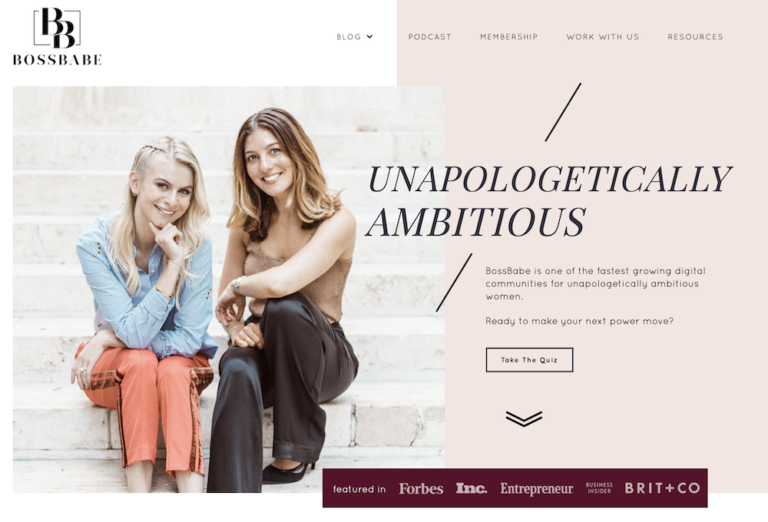 BB
BOSSBABE
BLOG PODCAST MEMBERSHIP WORK WITH US RESOURCES
UNAPOLOGETICALLY
AMBITIOUS
BossBabe is one of the fastest growing digital
communities for unapologetically ambitious
women.
Ready to make your next power move?
Take The Quiz
featured in Forbes Inc. Entrepreneur BUSINESS INSIDER BRIT+CO